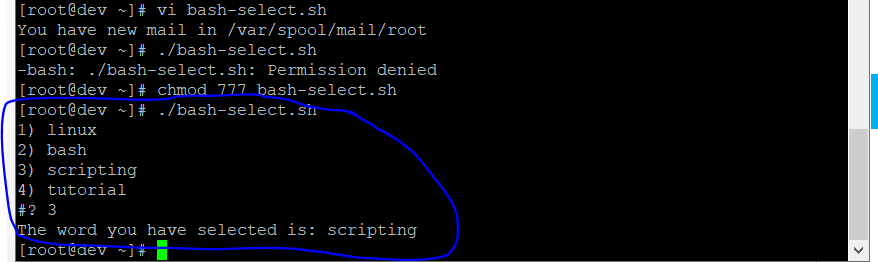 [root@dev ~]# vi bash-select.sh
You have new mail in /var/spool/mail/root
[root@dev ~]# ./bash-select.sh
-bash: ./bash-select.sh: Permission denied
[root@dev ~]# chmod 777 bash-select.sh
[root@dev ~]# ./bash-select.sh
1) linux
2) bash
3) scripting
4) tutorial
#? 3
The word you have selected is: scripting
[root@dev ~]#